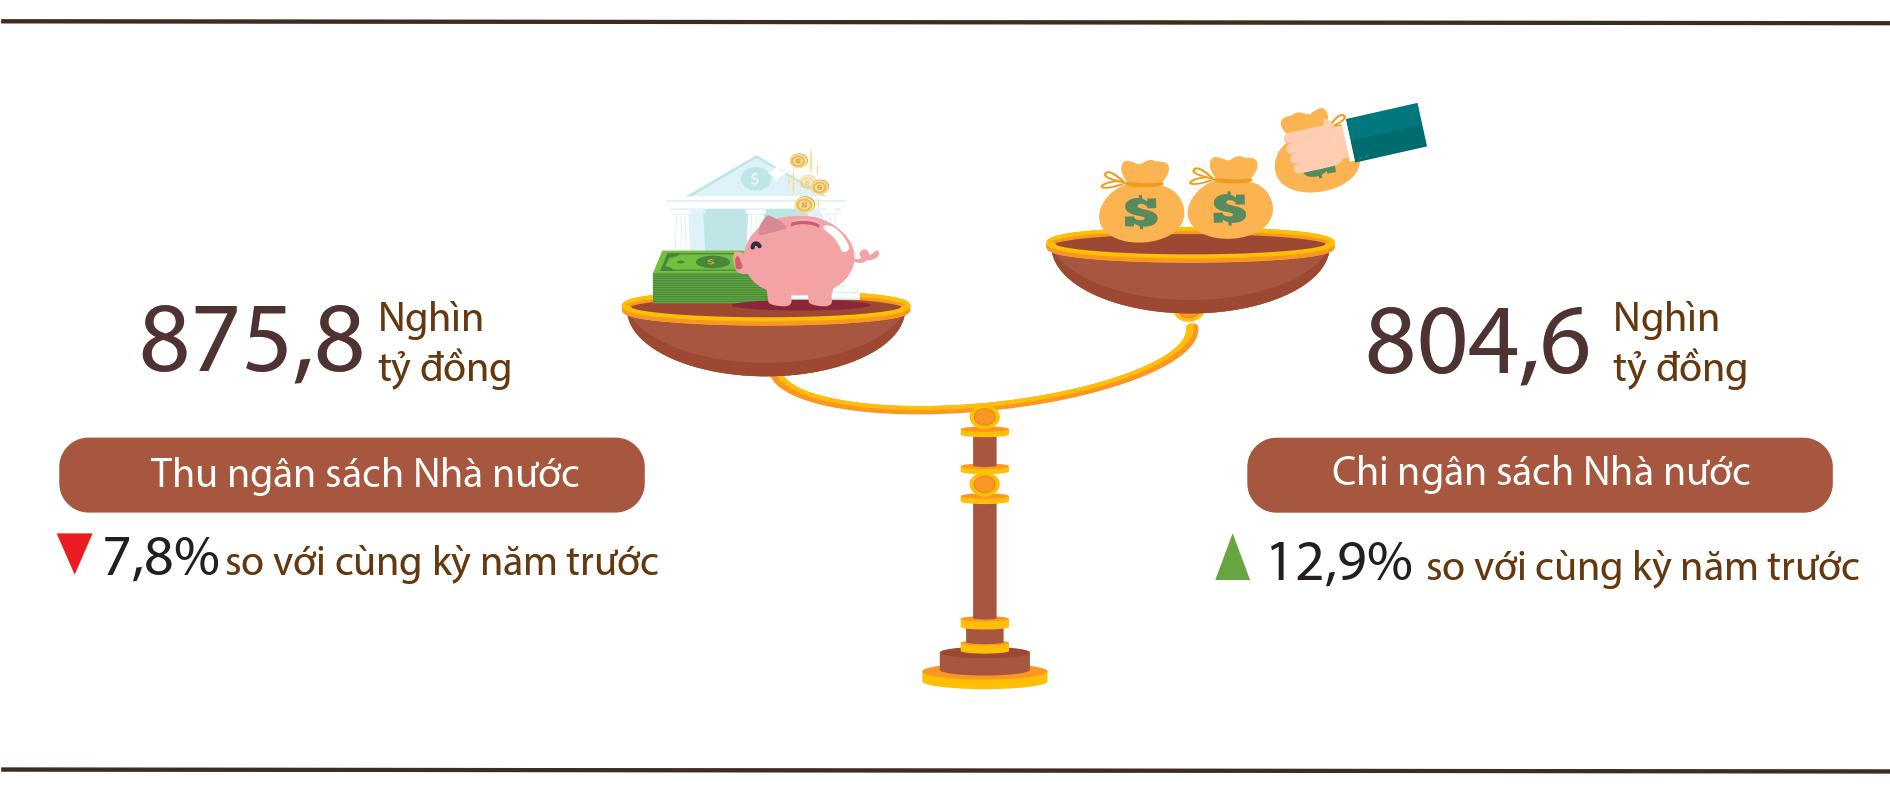 875,8 Nghìn
tỷ đồng
Thu ngân sách Nhà nước
7,8% so với cùng kỳ năm trước
$
$
$
$
804,6 Nghìn
tỷ đồng
Chi ngân sách Nhà nước
12,9% so với cùng kỳ năm trước